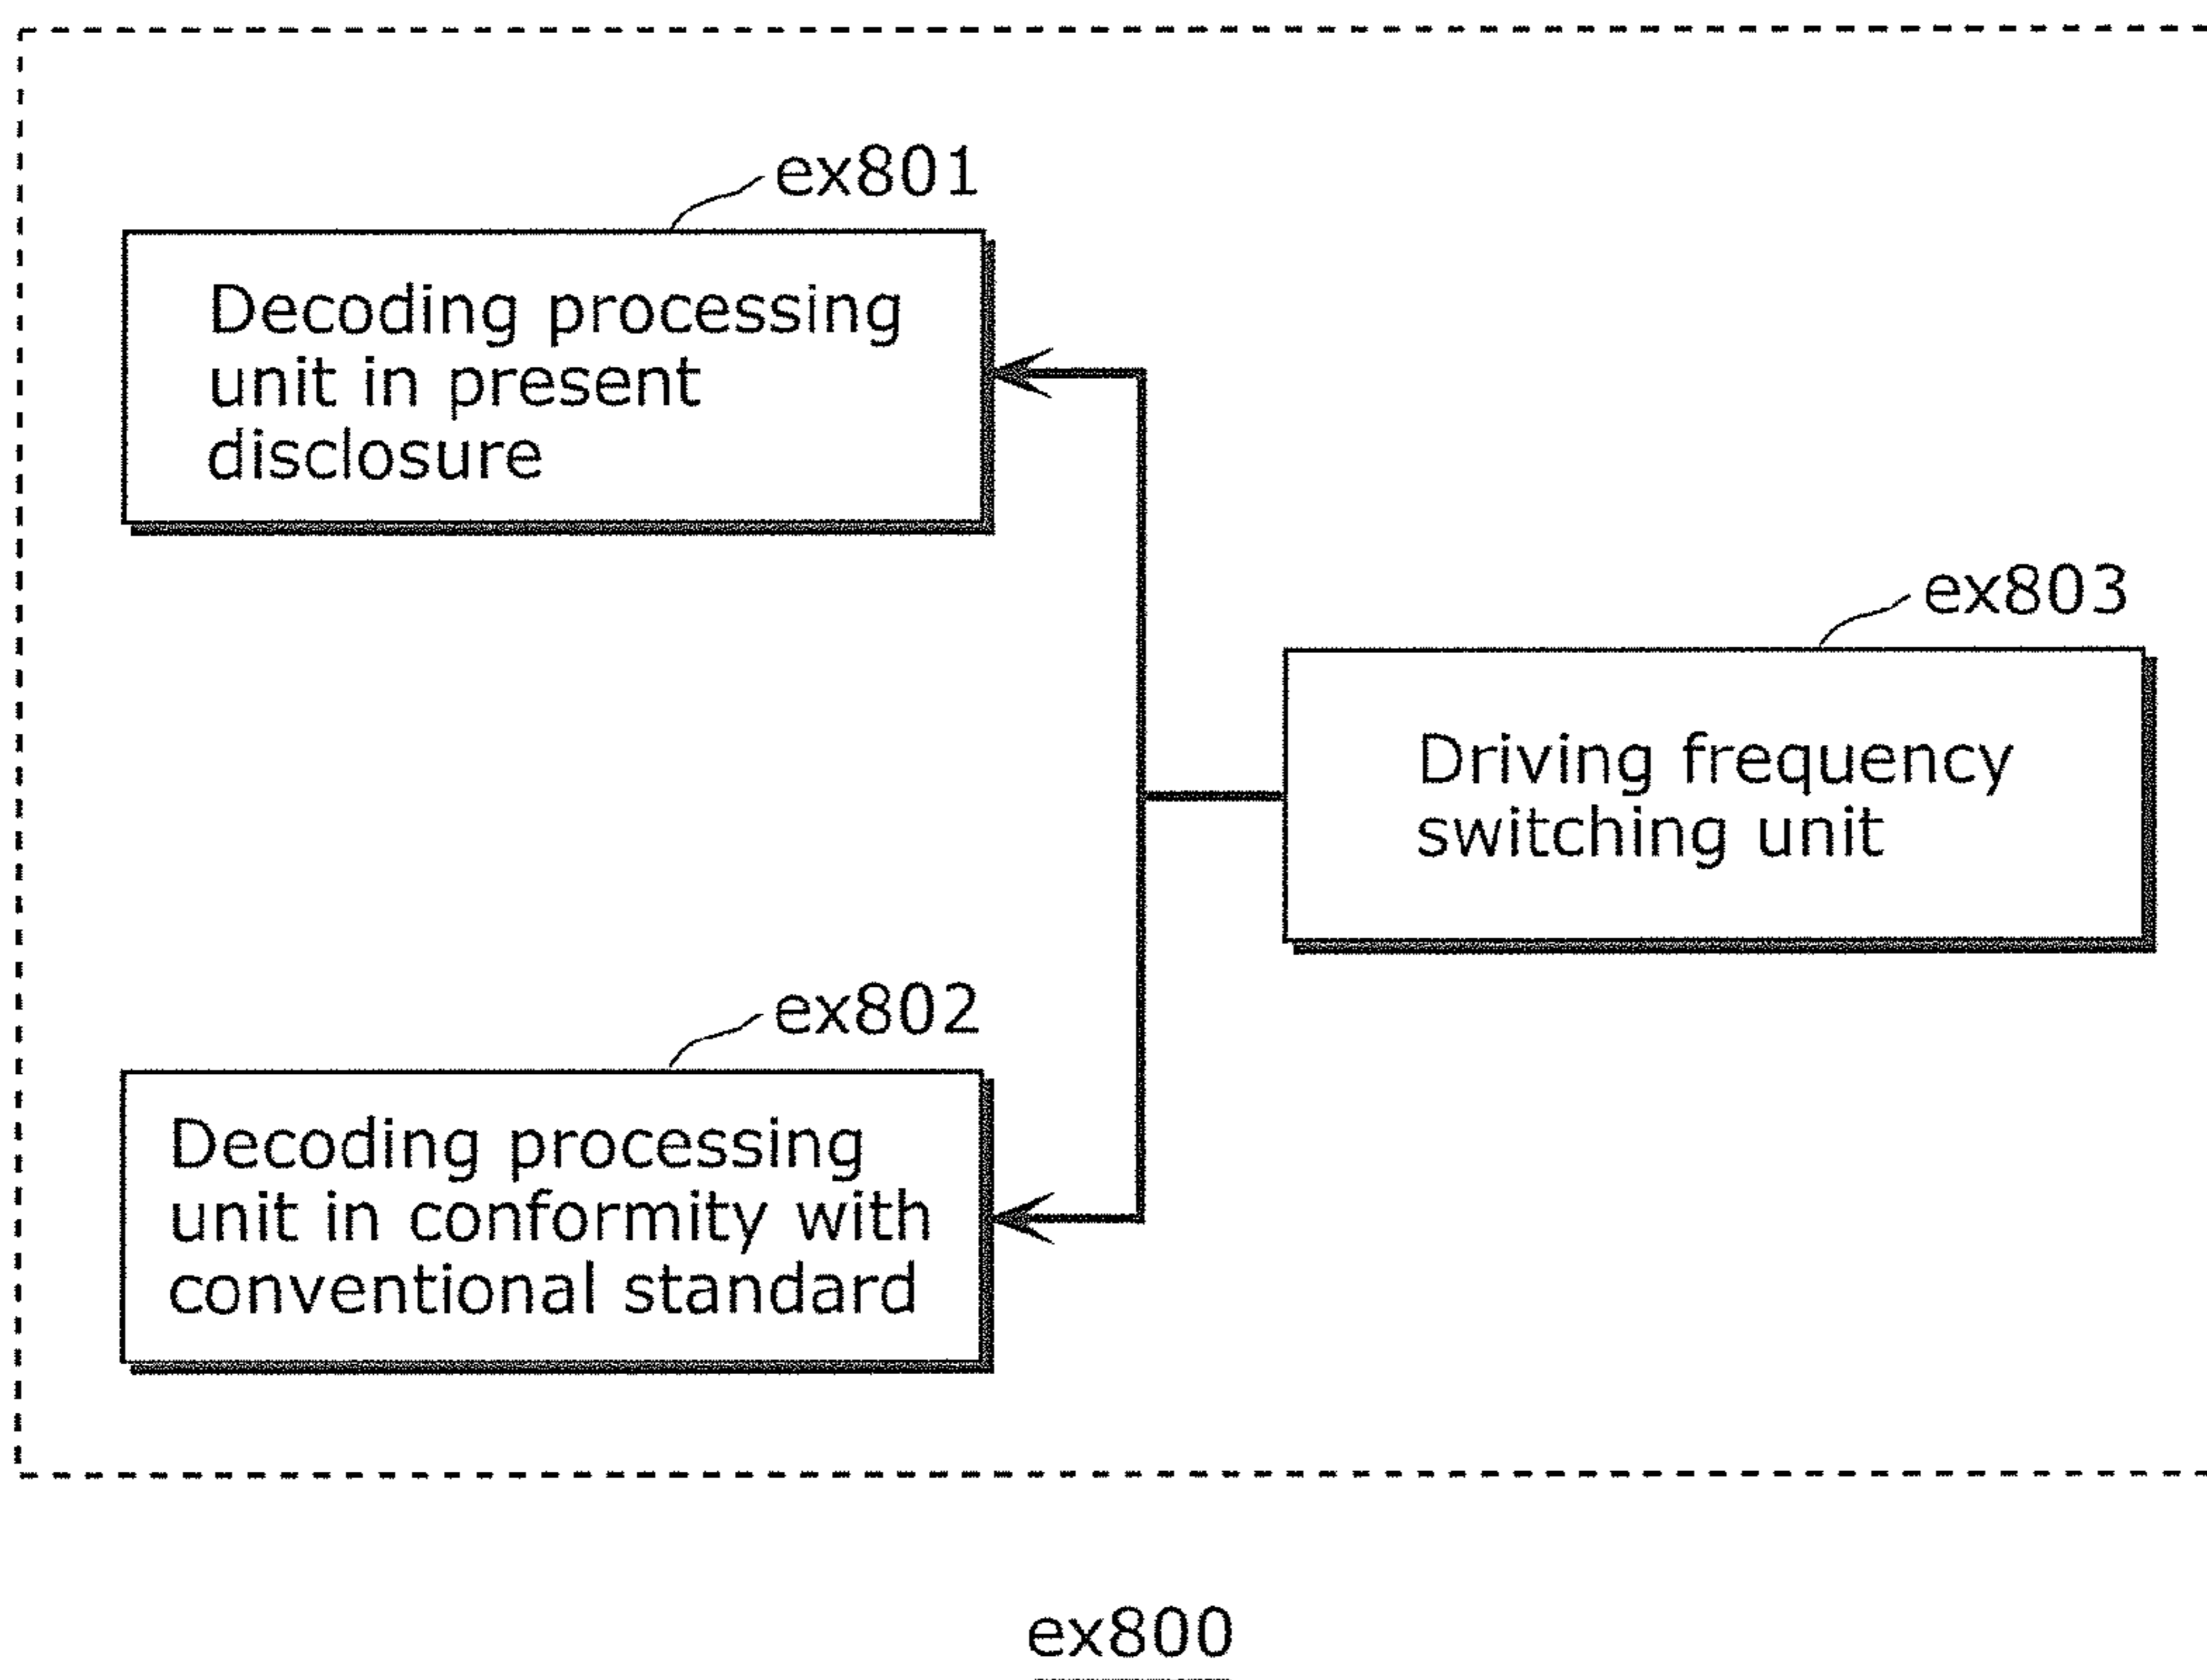 ex801
Decoding processing
unit in present
disclosure
ex803
Driving frequency
switching unit
ex802
Decoding processing
unit in conformity with
conventional standard
ex800